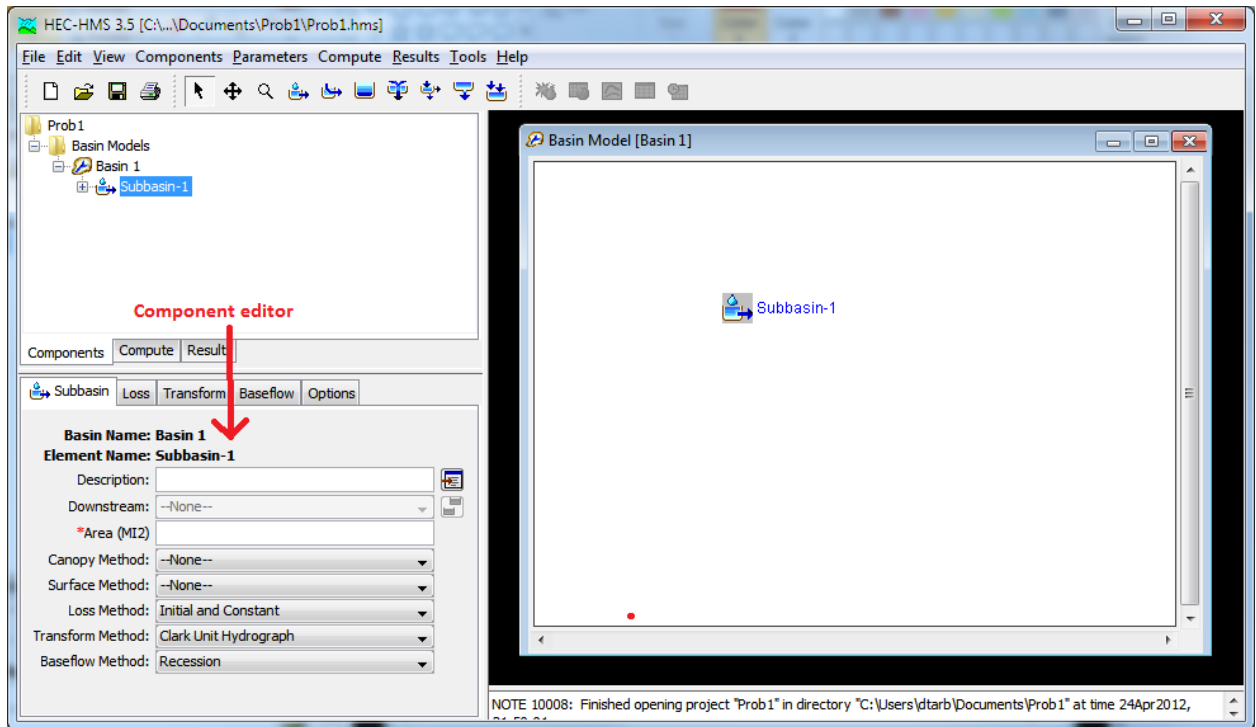 HEC-HMS 3.5 [C:\...\Documents\Prob1\Prob1.hms]
File Edit View Components Parameters Compute Results Tools Help
Prob1
Basin Models
Basin 1
Subbasin-1
Component editor
Components Compute Results
Subbasin Loss Transform Baseflow Options
Basin Name: Basin 1
Element Name: Subbasin-1
Description:
Downstream: --None--
*Area (MI2)
Canopy Method: --None--
Surface Method: --None--
Loss Method: Initial and Constant
Transform Method: Clark Unit Hydrograph
Baseflow Method: Recession
Basin Model [Basin 1]
Subbasin-1
NOTE 10008: Finished opening project "Prob1" in directory "C:\Users\dtarb\Documents\Prob1" at time 24Apr2012,